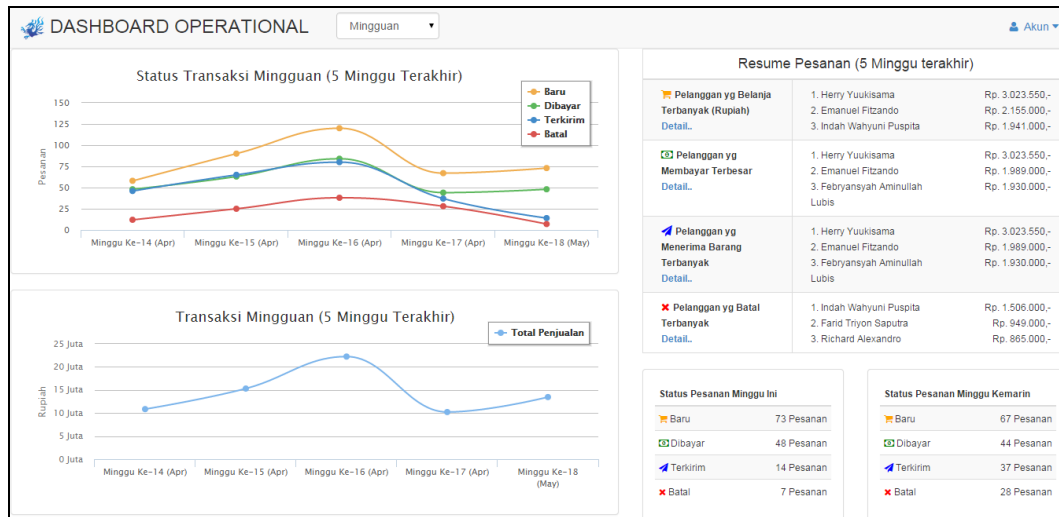 DASHBOARD OPERATIONAL
Mingguan
Akun
Status Transaksi Mingguan (5 Minggu Terakhir)
Baru
Dibayar
Terkirim
Batal
Pesanan
150
125
100
75
50
25
0
Minggu Ke-14 (Apr)
Minggu Ke-15 (Apr)
Minggu Ke-16 (Apr)
Minggu Ke-17 (Apr)
Minggu Ke-18 (May)
Transaksi Mingguan (5 Minggu Terakhir)
Total Penjualan
Rupiah
25 Juta
20 Juta
15 Juta
10 Juta
5 Juta
0 Juta
Minggu Ke-14 (Apr)
Minggu Ke-15 (Apr)
Minggu Ke-16 (Apr)
Minggu Ke-17 (Apr)
Minggu Ke-18
(May)
Resume Pesanan (5 Minggu terakhir)
Pelanggan yg Belanja
Terbanyak (Rupiah)
Detail..
1. Herry Yuukisama Rp. 3.023.550,-
2. Emanuel Fitzando Rp. 2.155.000,-
3. Indah Wahyuni Puspita Rp. 1.941.000,-
Pelanggan yg
Membayar Terbesar
Detail..
1. Herry Yuukisama Rp. 3.023.550,-
2. Emanuel Fitzando Rp. 1.989.000,-
3. Febryansyah Aminullah Rp. 1.930.000,-
Lubis
Pelanggan yg
Menerima Barang
Terbanyak
Detail..
1. Herry Yuukisama Rp. 3.023.550,-
2. Emanuel Fitzando Rp. 1.989.000,-
3. Febryansyah Aminullah Rp. 1.930.000,-
Lubis
Pelanggan yg Batal
Terbanyak
Detail..
1. Indah Wahyuni Puspita Rp. 1.506.000,-
2. Farid Triyon Saputra Rp. 949.000,-
3. Richard Alexandro Rp. 865.000,-
Status Pesanan Minggu Ini
Baru 73 Pesanan
Dibayar 48 Pesanan
Terkirim 14 Pesanan
Batal 7 Pesanan
Status Pesanan Minggu Kemarin
Baru 67 Pesanan
Dibayar 44 Pesanan
Terkirim 37 Pesanan
Batal 28 Pesanan